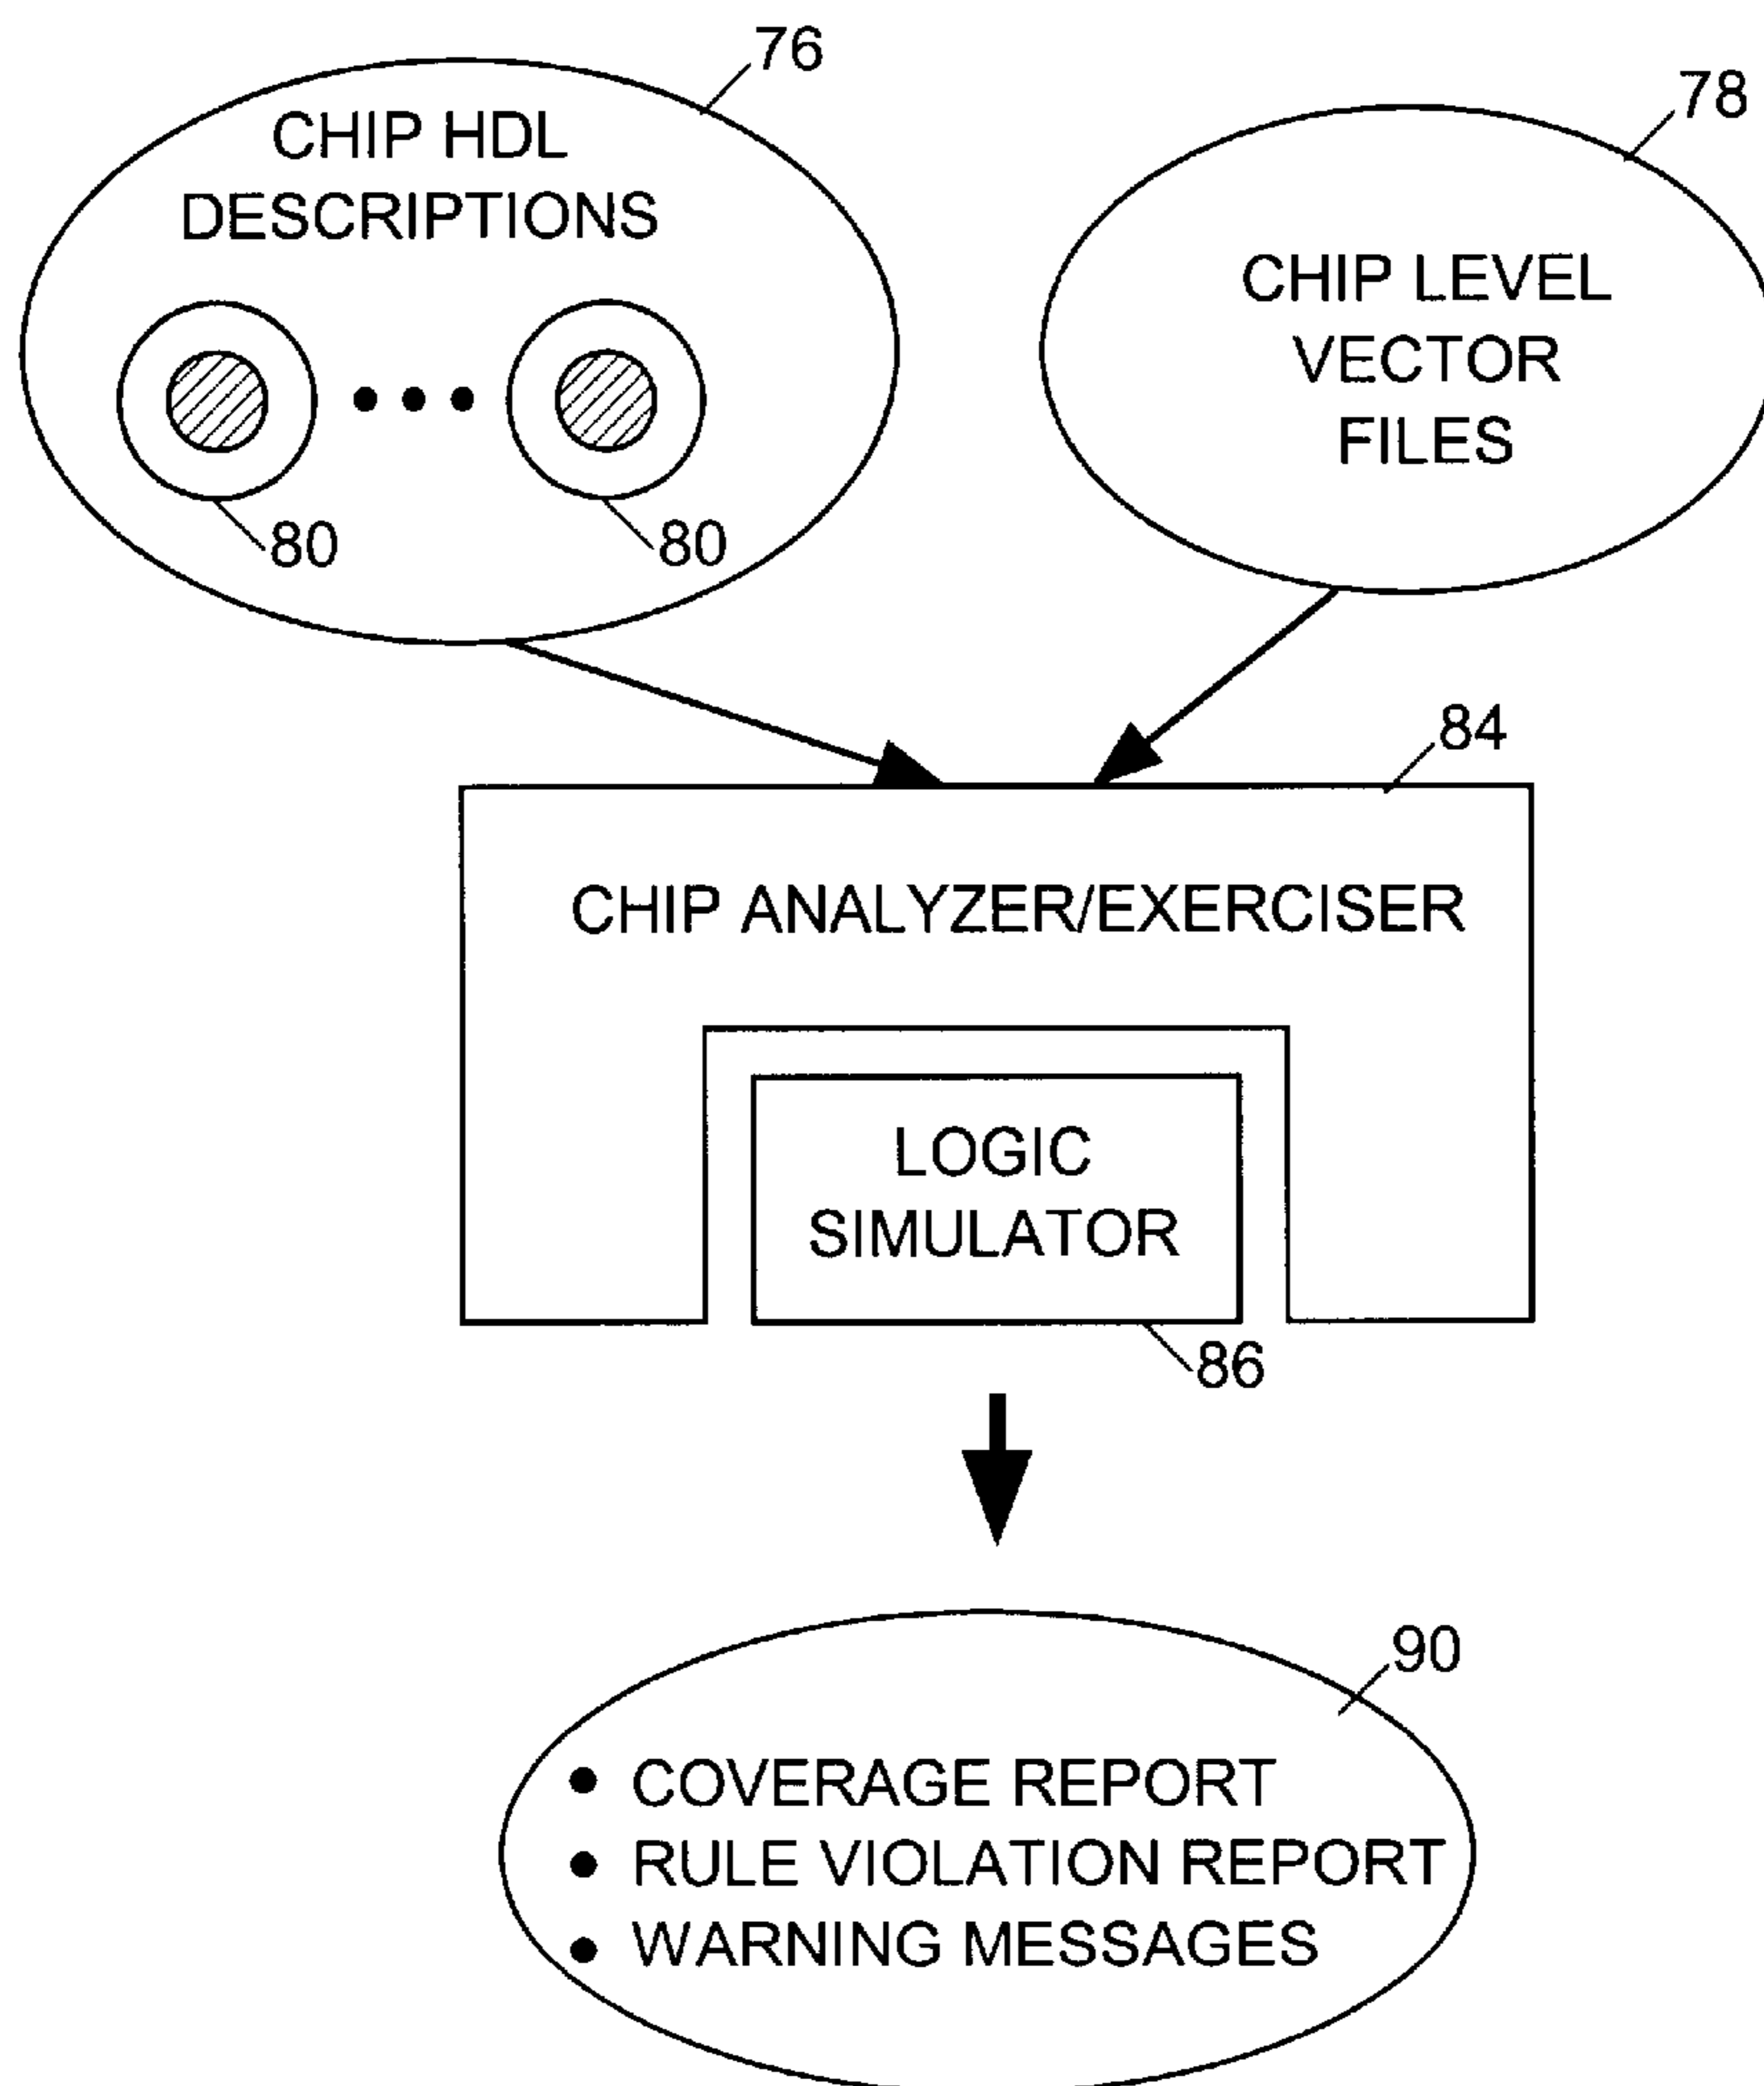 76
CHIP HDL
DESCRIPTIONS
80
80
78
CHIP LEVEL
VECTOR
FILES
84
CHIP ANALYZER/EXERCISER
LOGIC
SIMULATOR
86
90
• COVERAGE REPORT
• RULE VIOLATION REPORT
• WARNING MESSAGES